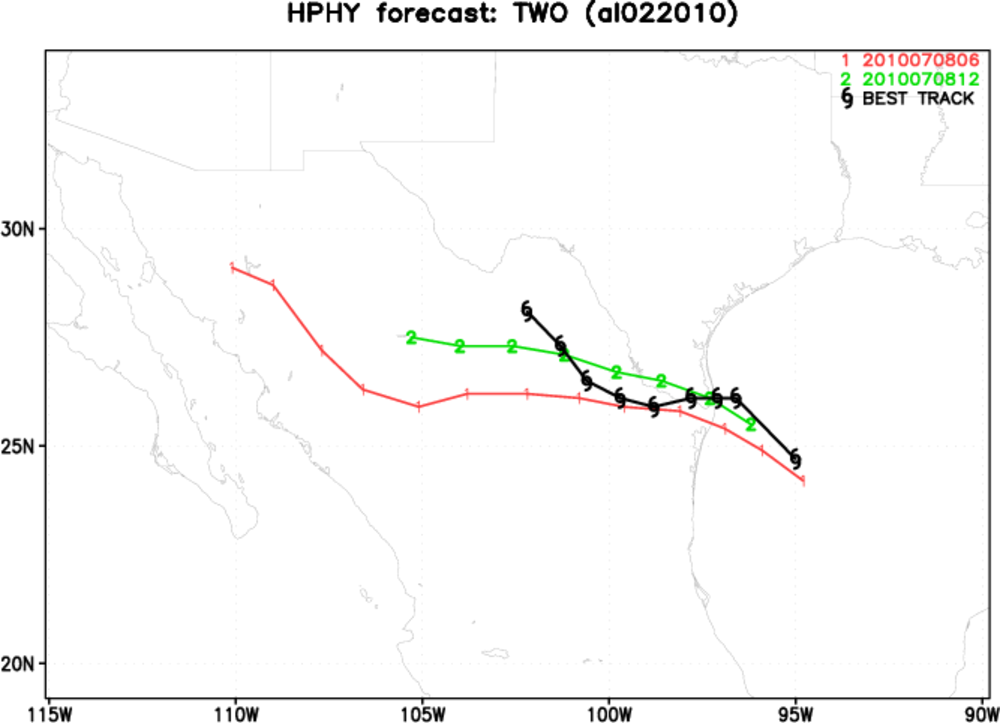 HPHY forecast: TWO (al022010)
1 2010070806
2 2010070812
BEST TRACK
30N
25N
20N
115W 110W 105W 100W 95W 90W